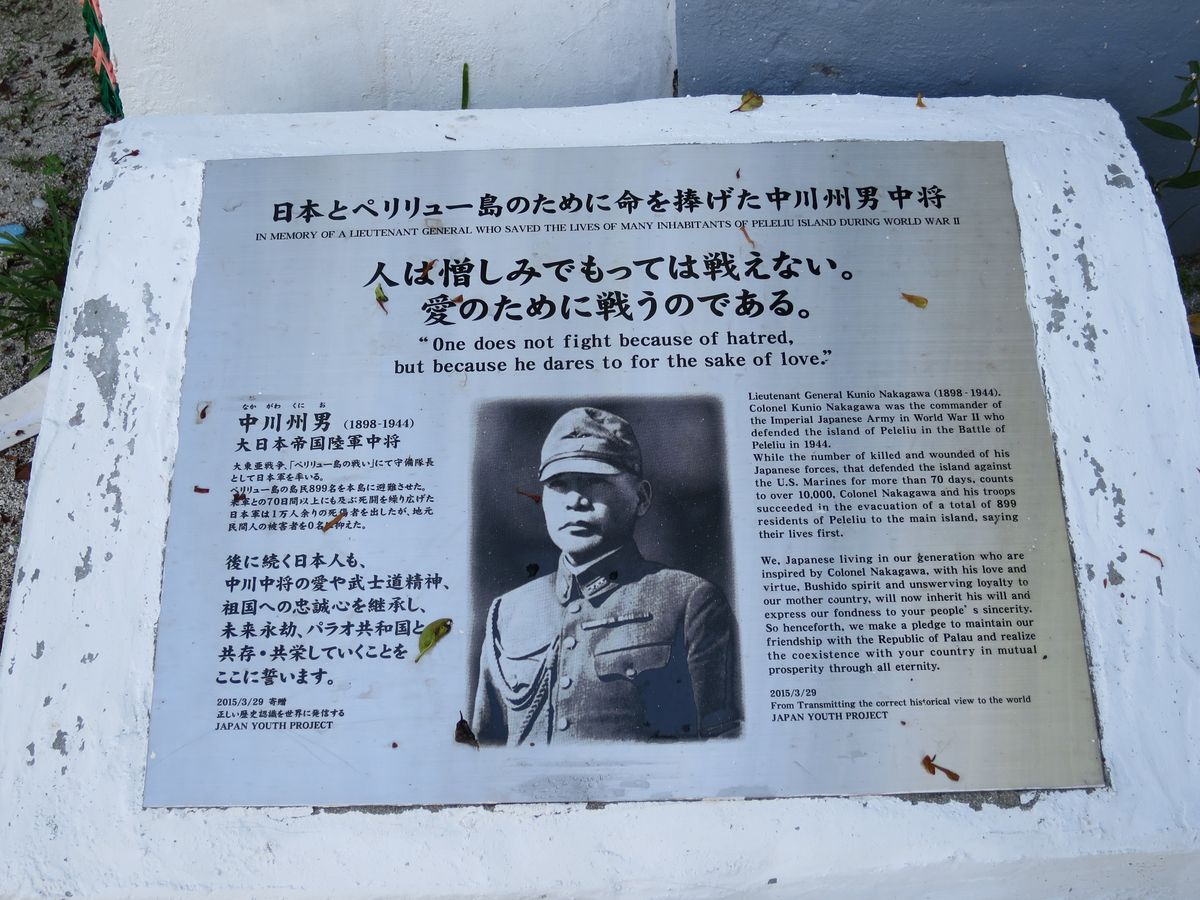 日本とペリリュー島のために命を捧げた中川州男中将
IN MEMORY OF A LIEUTENANT GENERAL WHO SAVED THE LIVES OF MANY INHABITANTS OF PELELIU ISLAND DURING WORLD WAR II
人は憎しみでもっては戦えない。
愛のために戦うのである。
“One does not fight because of hatred,
but because he dares to for the sake of love.”
なか がわ くに お
中川州男 (1898-1944)
大日本帝国陸軍中将
大東亜戦争、「ペリリュー島の戦い」にて守備隊長
として日本軍を率いる。
ペリリュー島の島民899名を本島に避難させた。
米軍との70日間以上にも及ぶ死闘を繰り広げた
日本軍は1万人余りの死傷者を出したが、地元
民間人の被害者を0名に抑えた。
後に続く日本人も、
中川中将の愛や武士道精神、
祖国への忠誠心を継承し、
未来永劫、パラオ共和国と
共存・共栄していくことを
ここに誓います。
2015/3/29 寄贈
正しい歴史認識を世界に発信する
JAPAN YOUTH PROJECT
Lieutenant General Kunio Nakagawa (1898-1944).
Colonel Kunio Nakagawa was the commander of
the Imperial Japanese Army in World War II who
defended the island of Peleliu in the Battle of
Peleliu in 1944.
While the number of killed and wounded of his
Japanese forces, that defended the island against
the U.S. Marines for more than 70 days, counts
to over 10,000, Colonel Nakagawa and his troops
succeeded in the evacuation of a total of 899
residents of Peleliu to the main island, saying
their lives first.
We, Japanese living in our generation who are
inspired by Colonel Nakagawa, with his love and
virtue, Bushido spirit and unswerving loyalty to
our mother country, will now inherit his will and
express our fondness to your people’s sincerity.
So henceforth, we make a pledge to maintain our
friendship with the Republic of Palau and realize
the coexistence with your country in mutual
prosperity through all eternity.
2015/3/29
From Transmitting the correct historical view to the world
JAPAN YOUTH PROJECT